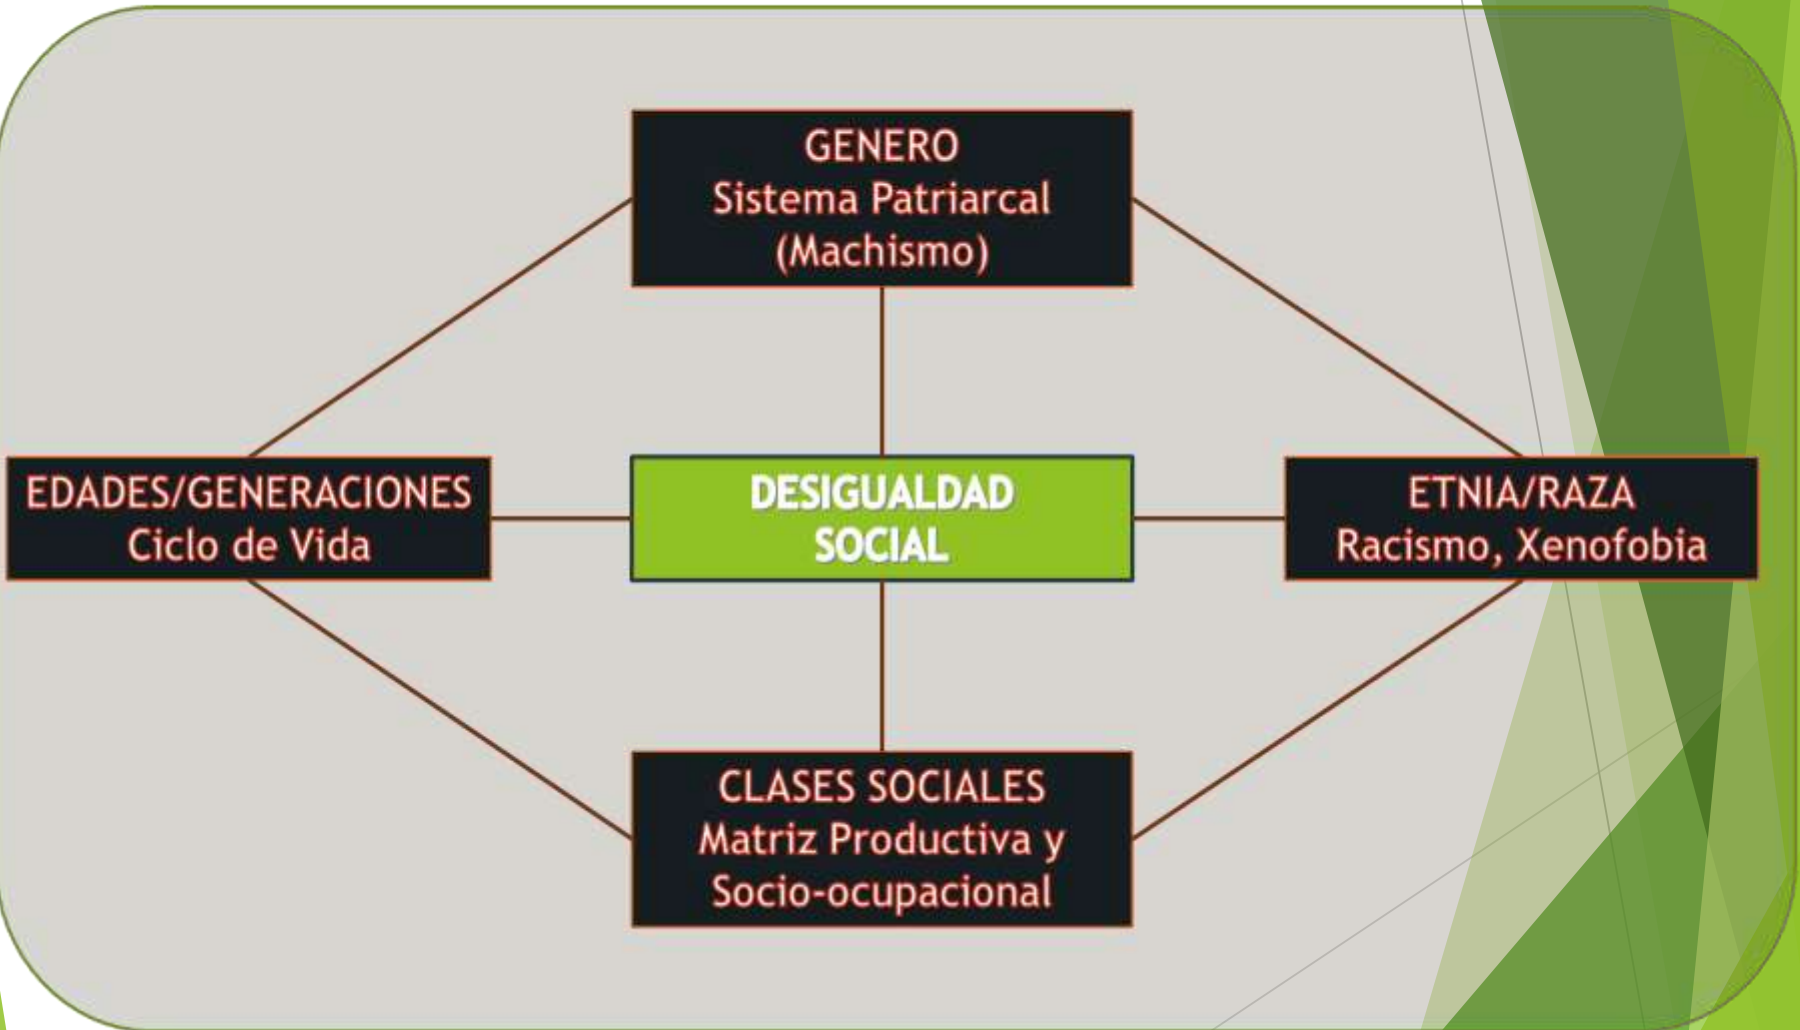 GENERO
Sistema Patriarcal
(Machismo)
EDADES/GENERACIONES
Ciclo de Vida
DESIGUALDAD
SOCIAL
ETNIA/RAZA
Racismo, Xenofobia
CLASES SOCIALES
Matriz Productiva y
Socio-ocupacional